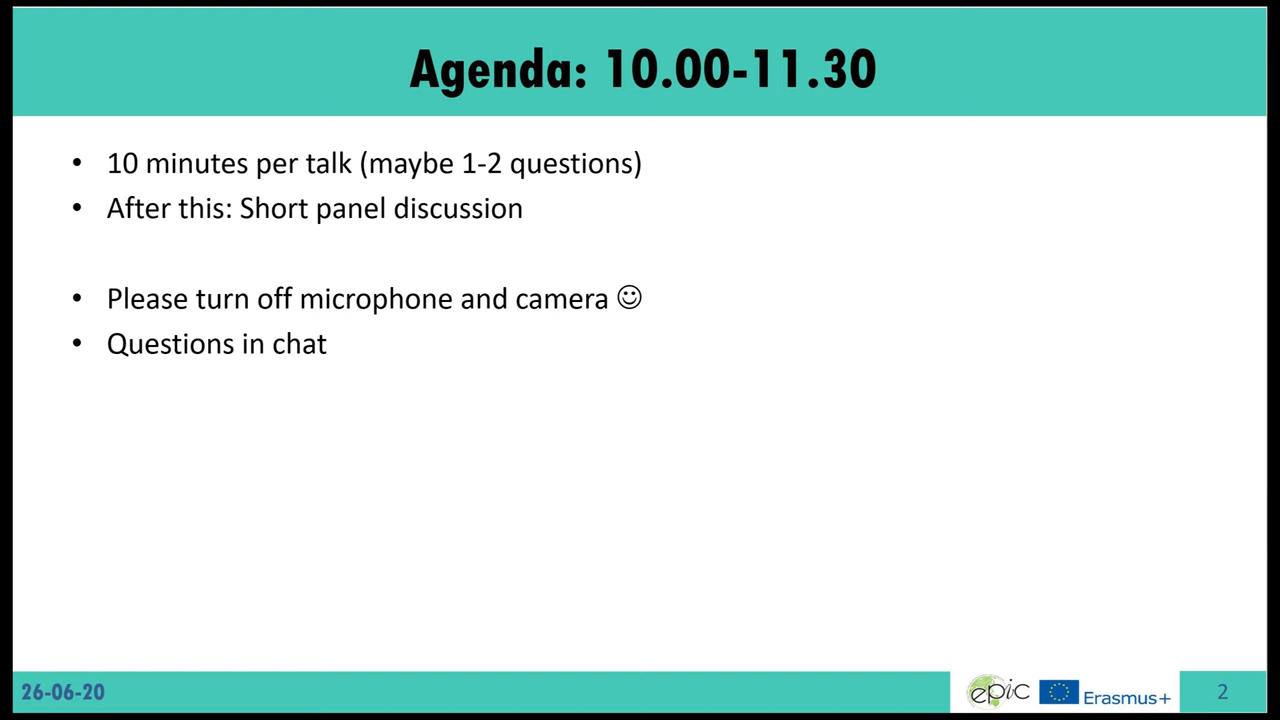 Agenda: 10.00-11.30
• 10 minutes per talk (maybe 1-2 questions)
• After this: Short panel discussion
• Please turn off microphone and camera ☺
• Questions in chat
26-06-20
epic
Erasmus+
2